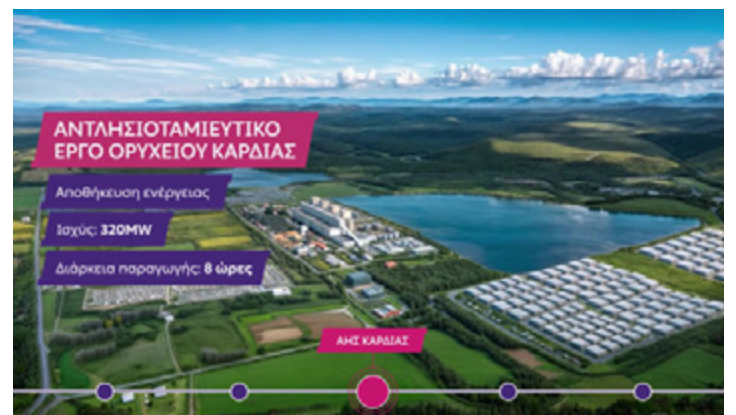 ΑΝΤΛΗΣΙΟΤΑΜΙΕΥΤΙΚΟ
ΕΡΓΟ ΟΡΥΧΕΙΟΥ ΚΑΡΔΙΑΣ
Αποθήκευση ενέργειας
Ισχύς: 320MW
Διάρκεια παραγωγής: 8 ώρες
ΑΗΣ ΚΑΡΔΙΑΣ